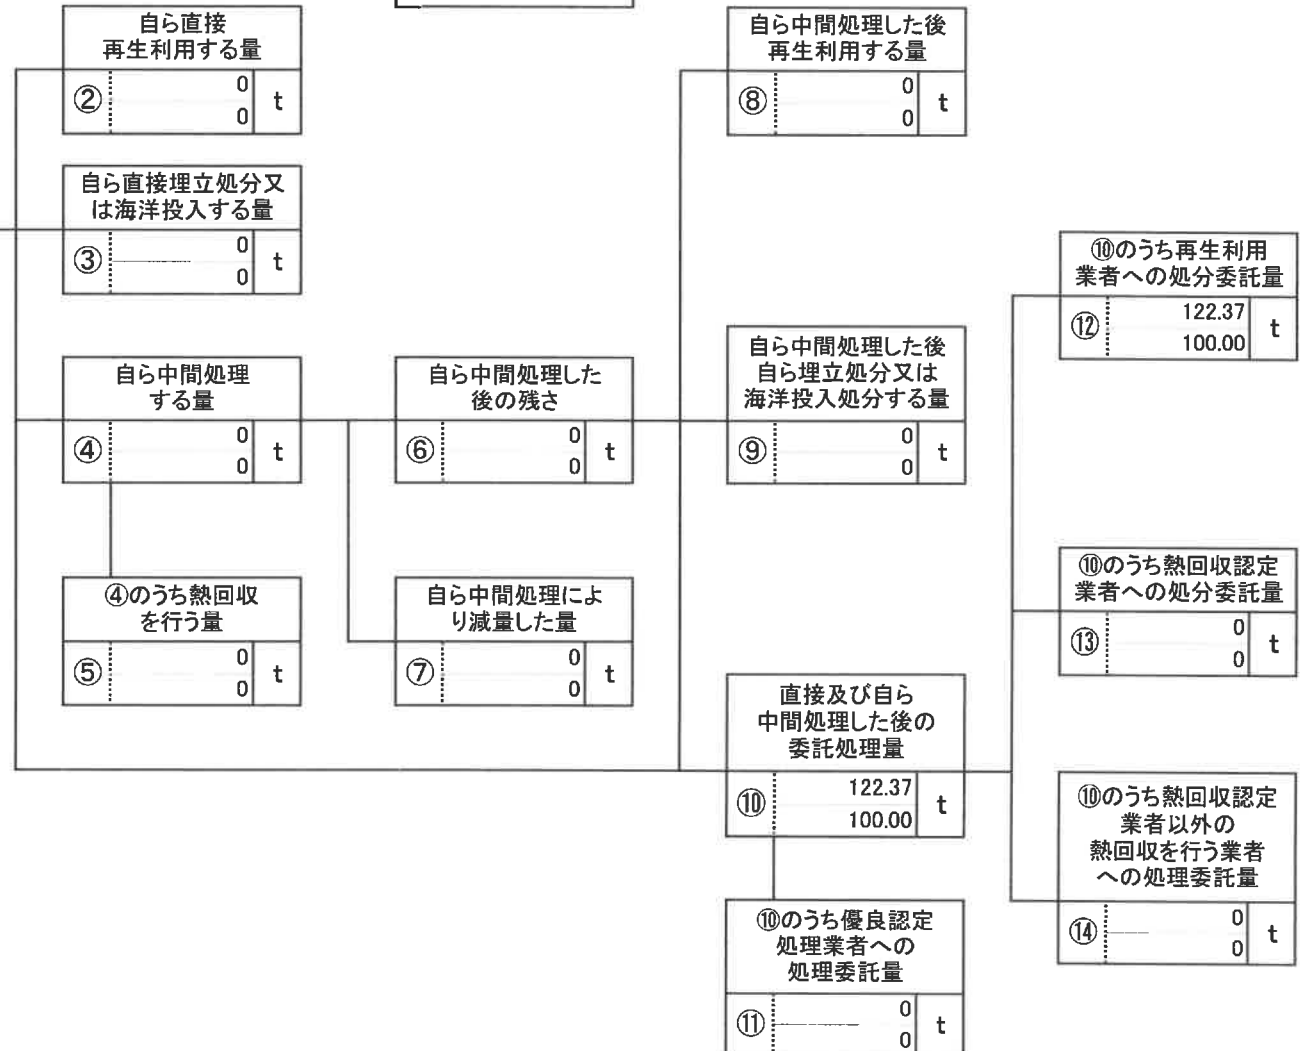 自ら直接
再生利用する量
②
0
0
t
自ら直接埋立処分又
は海洋投入する量
③
0
0
t
自ら中間処理
する量
④
0
0
t
④のうち熱回収
を行う量
⑤
0
0
t
自ら中間処理した
後の残さ
⑥
0
0
t
自ら中間処理によ
り減量した量
⑦
0
0
t
自ら中間処理した後
再生利用する量
⑧
0
0
t
自ら中間処理した後
自ら埋立処分又は
海洋投入処分する量
⑨
0
0
t
直接及び自ら
中間処理した後の
委託処理量
⑩
122.37
100.00
t
⑩のうち優良認定
処理業者への
処理委託量
⑪
0
0
t
⑩のうち再生利用
業者への処分委託量
⑫
122.37
100.00
t
⑩のうち熱回収認定
業者への処分委託量
⑬
0
0
t
⑩のうち熱回収認定
業者以外の
熱回収を行う業者
への処理委託量
⑭
0
0
t